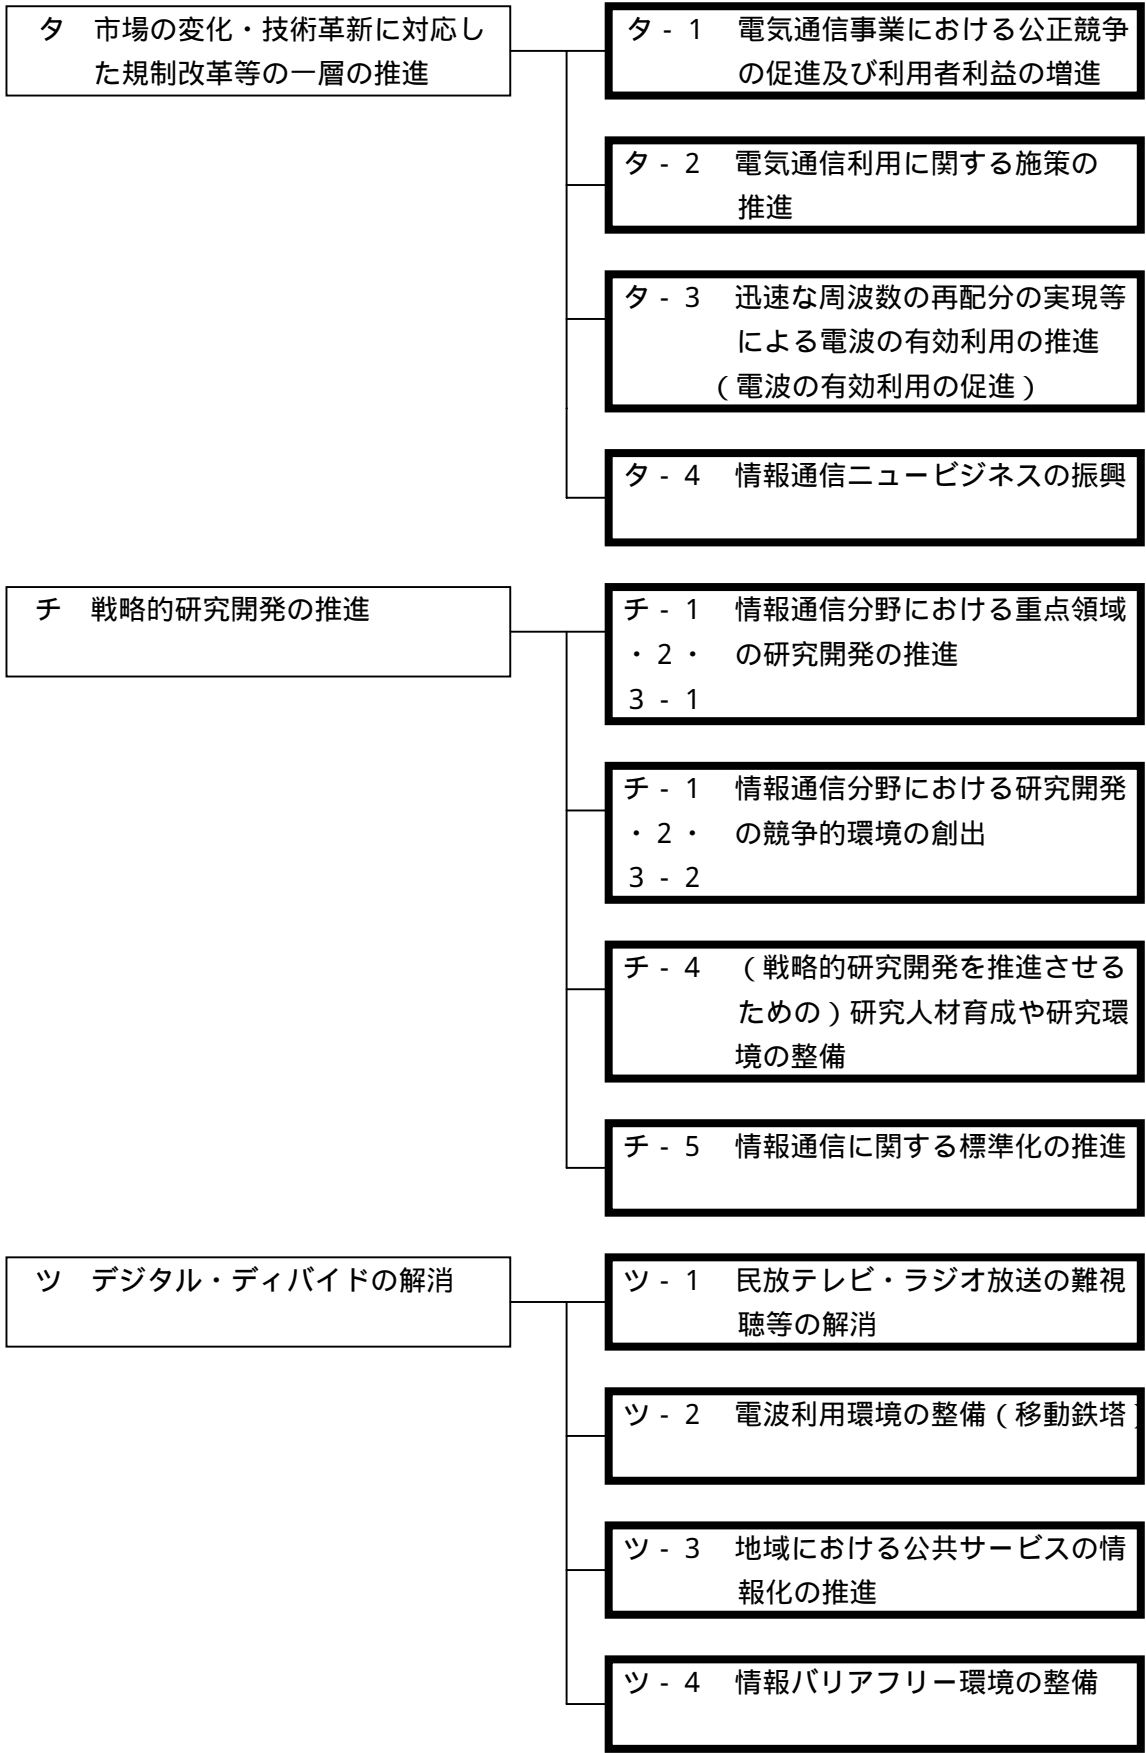 タ　市場の変化・技術革新に対応し
た規制改革等の一層の推進
タ - 1　電気通信事業における公正競争
の促進及び利用者利益の増進
タ - 2　電気通信利用に関する施策の
推進
タ - 3　迅速な周波数の再配分の実現等
による電波の有効利用の推進
（電波の有効利用の促進）
タ - 4　情報通信ニュービジネスの振興
チ　戦略的研究開発の推進
チ - 1　情報通信分野における重点領域
・2・　の研究開発の推進
3 - 1
チ - 1　情報通信分野における研究開発
・2・　の競争的環境の創出
3 - 2
チ - 4　（戦略的研究開発を推進させる
ための）研究人材育成や研究環
境の整備
チ - 5　情報通信に関する標準化の推進
ツ　デジタル・ディバイドの解消
ツ - 1　民放テレビ・ラジオ放送の難視
聴等の解消
ツ - 2　電波利用環境の整備（移動鉄塔）
ツ - 3　地域における公共サービスの情
報化の推進
ツ - 4　情報バリアフリー環境の整備